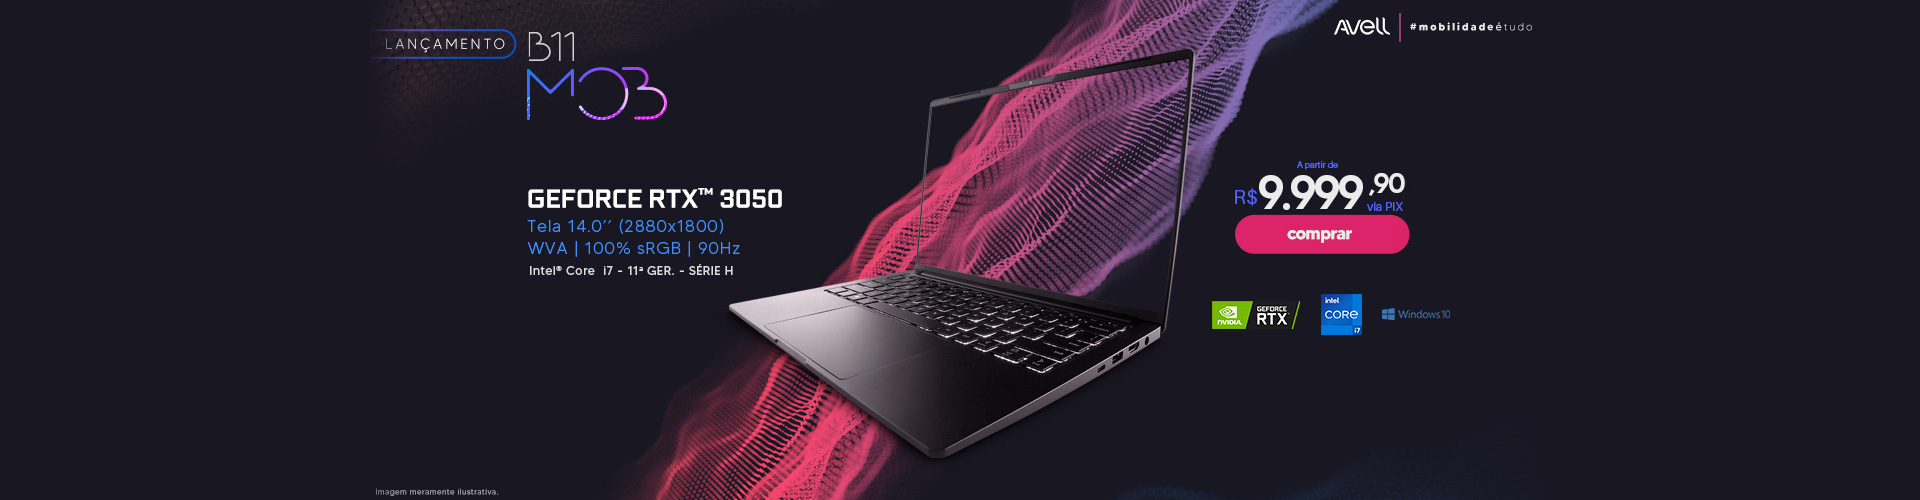 LANÇAMENTO
B11
MOB
GEFORCE RTX™ 3050
Tela 14.0’’ (2880x1800)
WVA | 100% sRGB | 90Hz
Intel® Core i7 - 11ª GER. - SÉRIE H
Avell | #mobilidadeétudo
A partir de
R$9.999,90
via PIX
comprar
NVIDIA.
GEFORCE
RTX
intel
CORE
i7
Windows10
Imagem meramente ilustrativa.